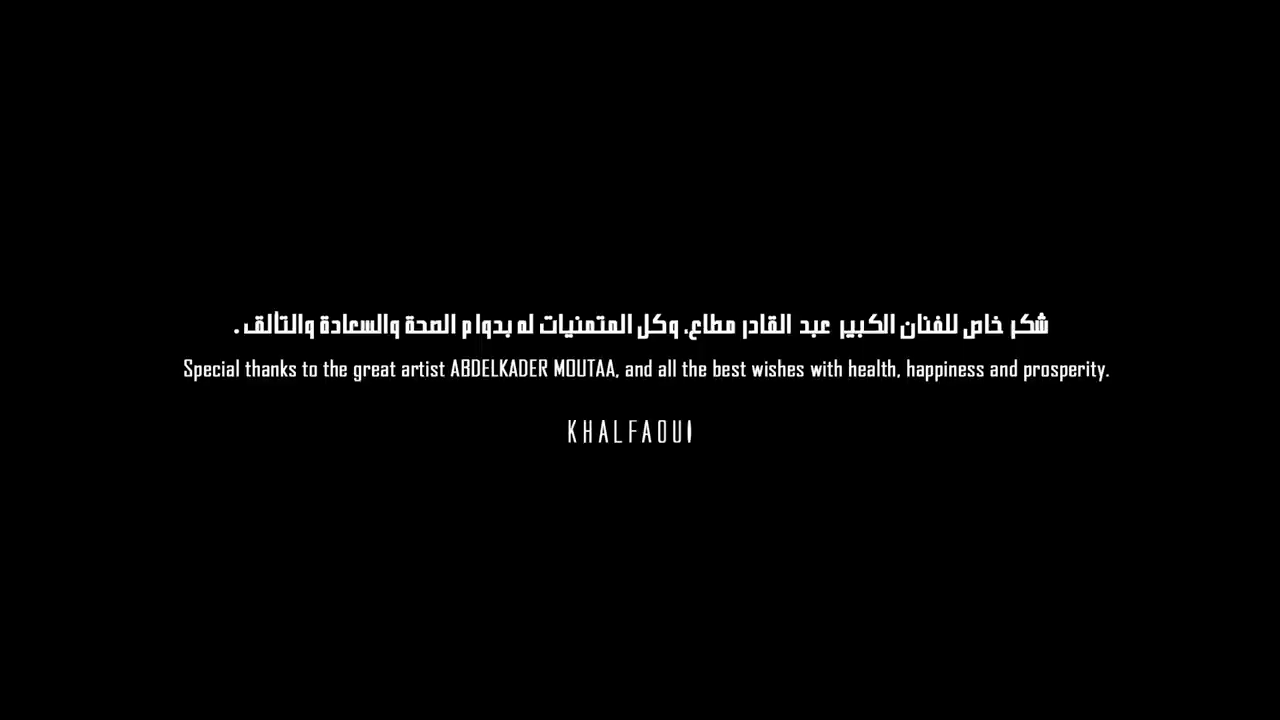 شكر خاص للفنان الكبير عبد القادر مطاع، وكل المتمنيات له بدوام الصحة والسعادة والتألق .
Special thanks to the great artist ABDELKADER MOUTAA, and all the best wishes with health, happiness and prosperity.
KHALFAOUI